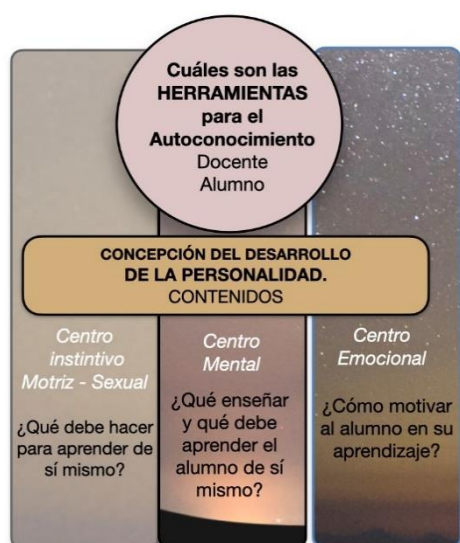 Cuáles son las
HERRAMIENTAS
para el
Autoconocimiento
Docente
Alumno
CONCEPCIÓN DEL DESARROLLO
DE LA PERSONALIDAD.
CONTENIDOS
Centro
instintivo
Motriz - Sexual
¿Qué debe hacer
para aprender de
sí mismo?
Centro
Mental
¿Qué enseñar
y qué debe
aprender el
alumno de sí
mismo?
Centro
Emocional
¿Cómo motivar
al alumno en su
aprendizaje?